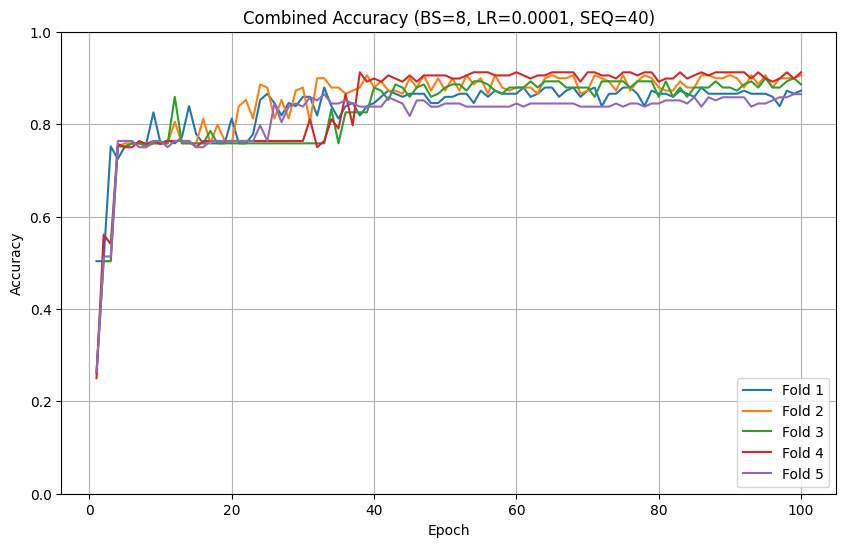 Combined Accuracy (BS=8, LR=0.0001, SEQ=40)
1.0
0.8
0.6
0.4
0.2
0.0
Accuracy
0 20 40 60 80 100
Epoch
Fold 1
Fold 2
Fold 3
Fold 4
Fold 5